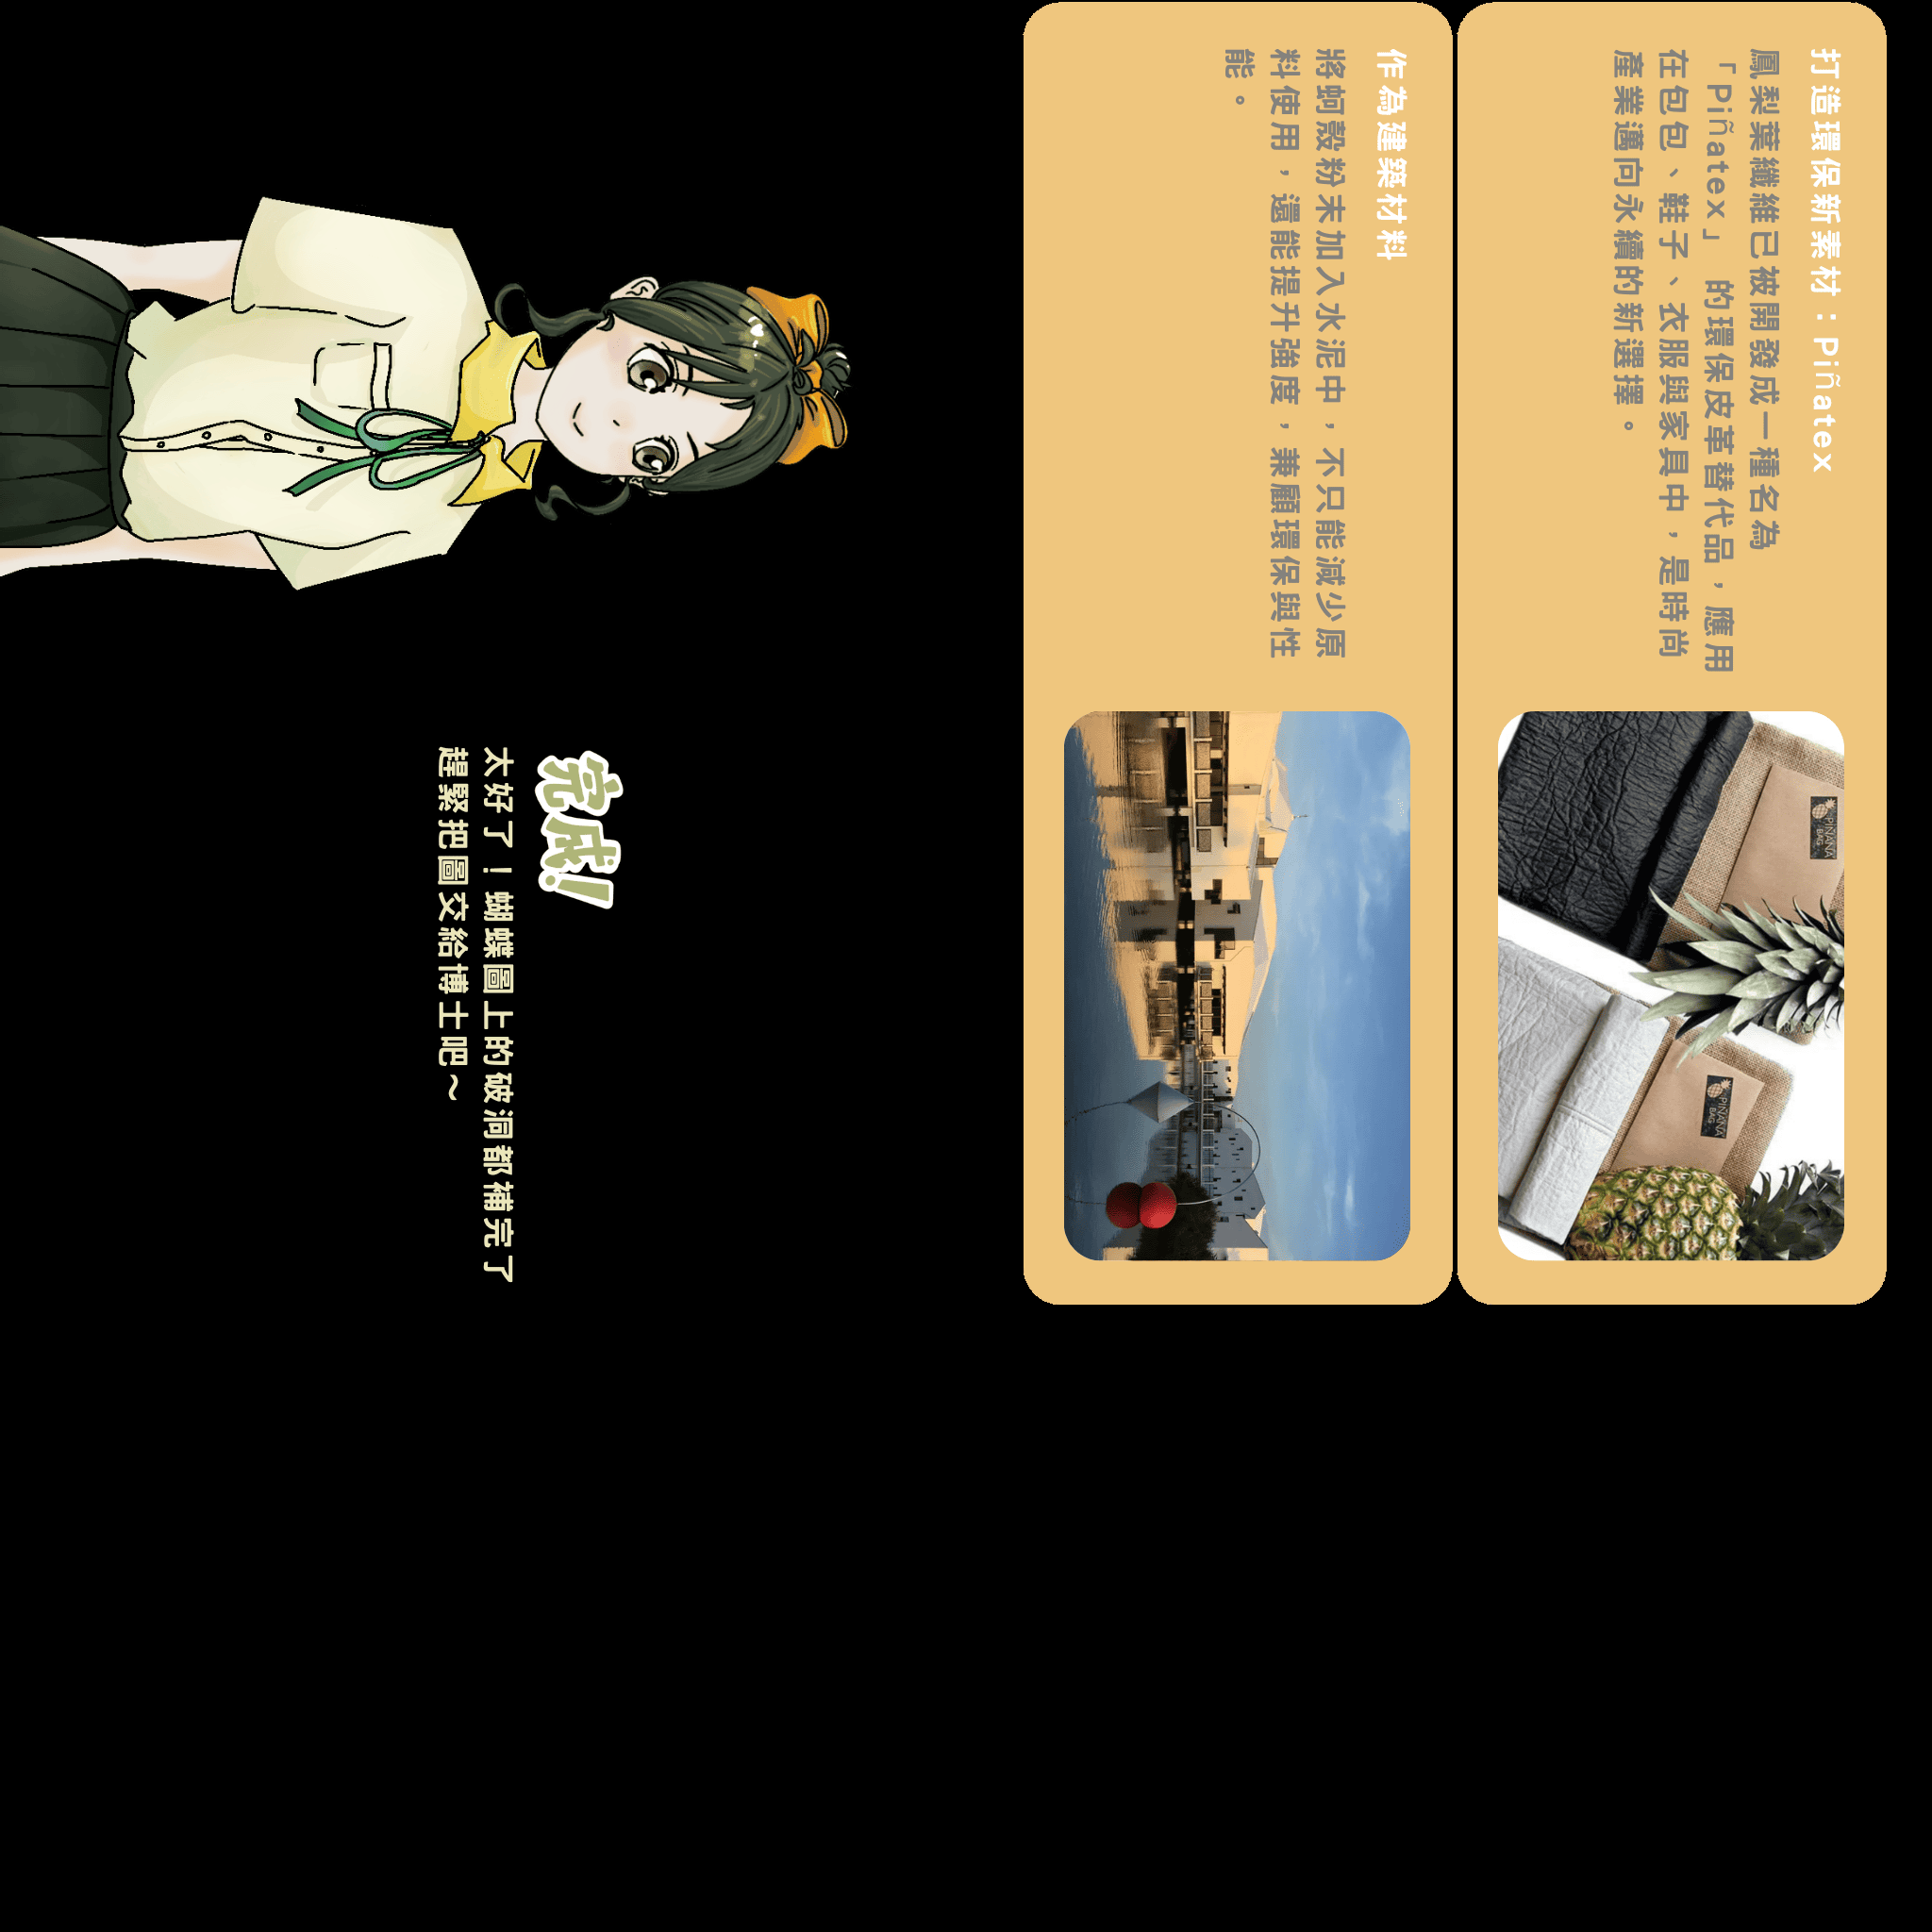 打造環保新素材：Piñatex
鳳梨葉纖維已被開發成一種名為
「Piñatex」 的環保皮革替代品，應用
在包包、鞋子、衣服與家具中，是時尚
產業邁向永續的新選擇。
PIÑANA
BAG
PIÑANA
BAG
作為建築材料
將蚵殼粉末加入水泥中，不只能減少原
料使用，還能提升強度，兼顧環保與性
能。
完成!
太好了！蝴蝶圖上的破洞都補完了
趕緊把圖交給博士吧～